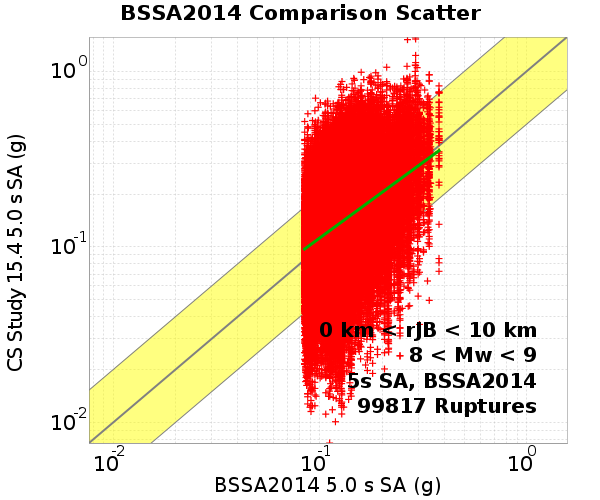 BSSA2014 Comparison Scatter
CS Study 15.4 5.0 s SA (g)
10^0
10^-1
10^-2
0 km < rJB < 10 km
8 < Mw < 9
5s SA, BSSA2014
99817 Ruptures
10^-2 10^-1 10^0
BSSA2014 5.0 s SA (g)